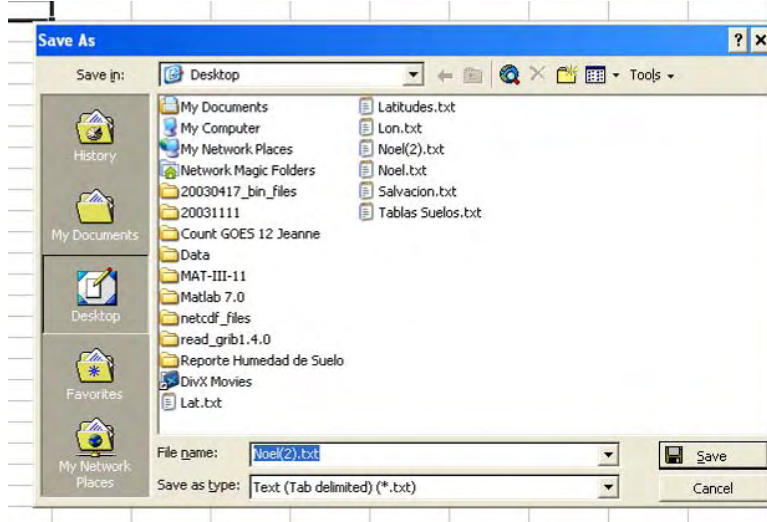 Save As
Save in:
Desktop
Tools
History
My Documents
Desktop
Favorites
My Network
Places
My Documents
My Computer
My Network Places
Network Magic Folders
20030417_bin_files
20031111
Count GOES 12 Jeanne
Data
MAT-III-11
Matlab 7.0
netcdf_files
read_grib1.4.0
Reporte Humedad de Suelo
DivX Movies
Lat.txt
Latitudes.txt
Lon.txt
Noel(2).txt
Noel.txt
Salvacion.txt
Tablas Suelos.txt
File name:
Noel(2).txt
Save
Save as type:
Text (Tab delimited) (*.txt)
Cancel